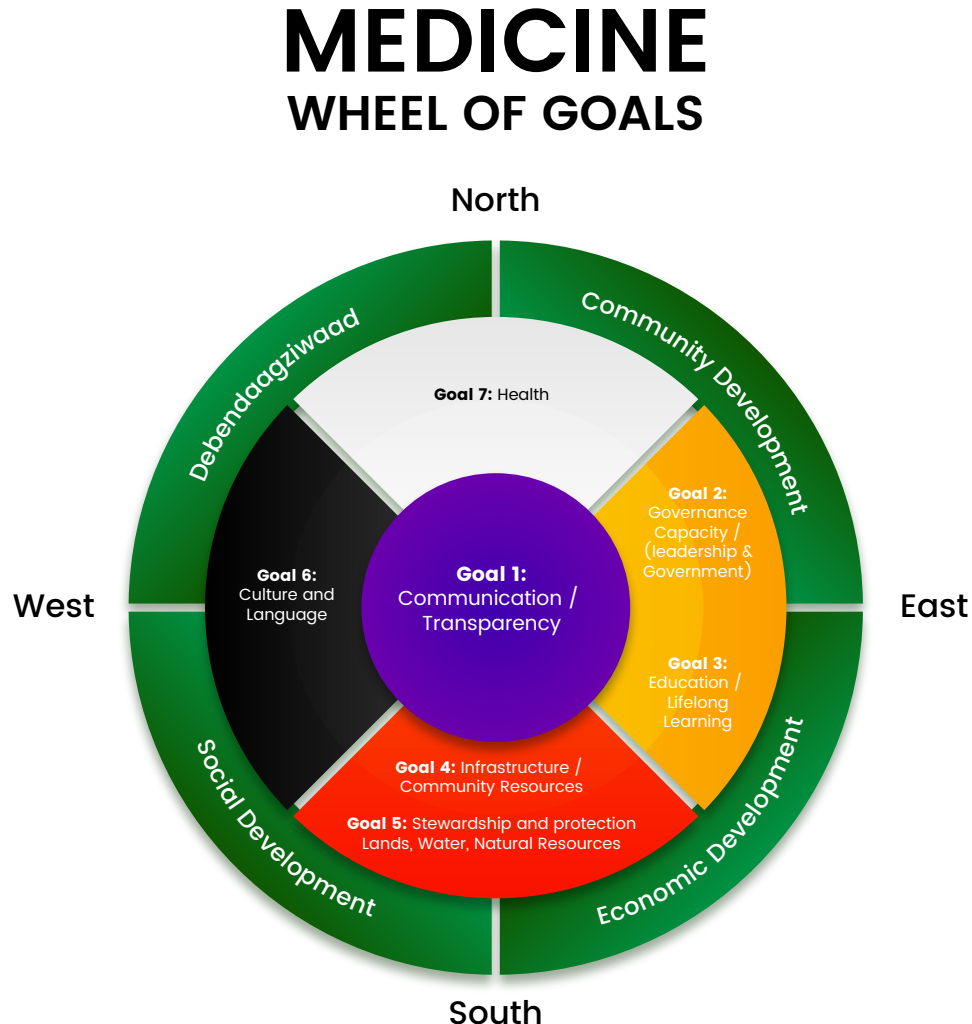 MEDICINE
WHEEL OF GOALS
North
Debendaagziwaad
Community Development
Goal 7: Health
Goal 2:
Governance
Capacity /
(leadership &
Government)
Goal 6:
Culture and
Language
Goal 1:
Communication /
Transparency
West
East
Goal 3:
Education /
Lifelong
Learning
Goal 4: Infrastructure /
Community Resources
Goal 5: Stewardship and protection
Lands, Water, Natural Resources
Social Development
Economic Development
South